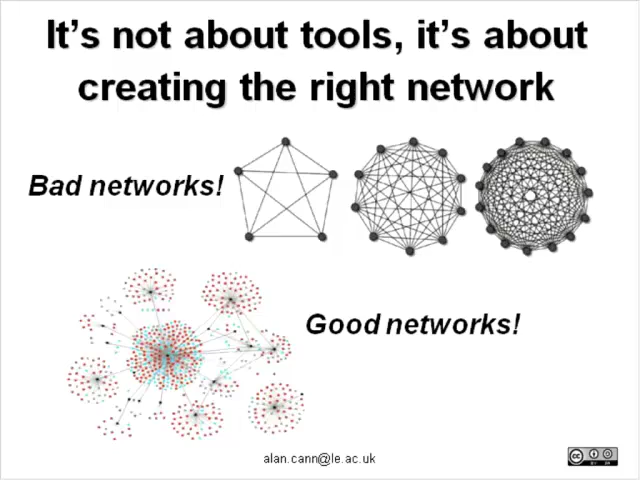 It's not about tools, it's about
creating the right network
Bad networks!
Good networks!
alan.cann@le.ac.uk